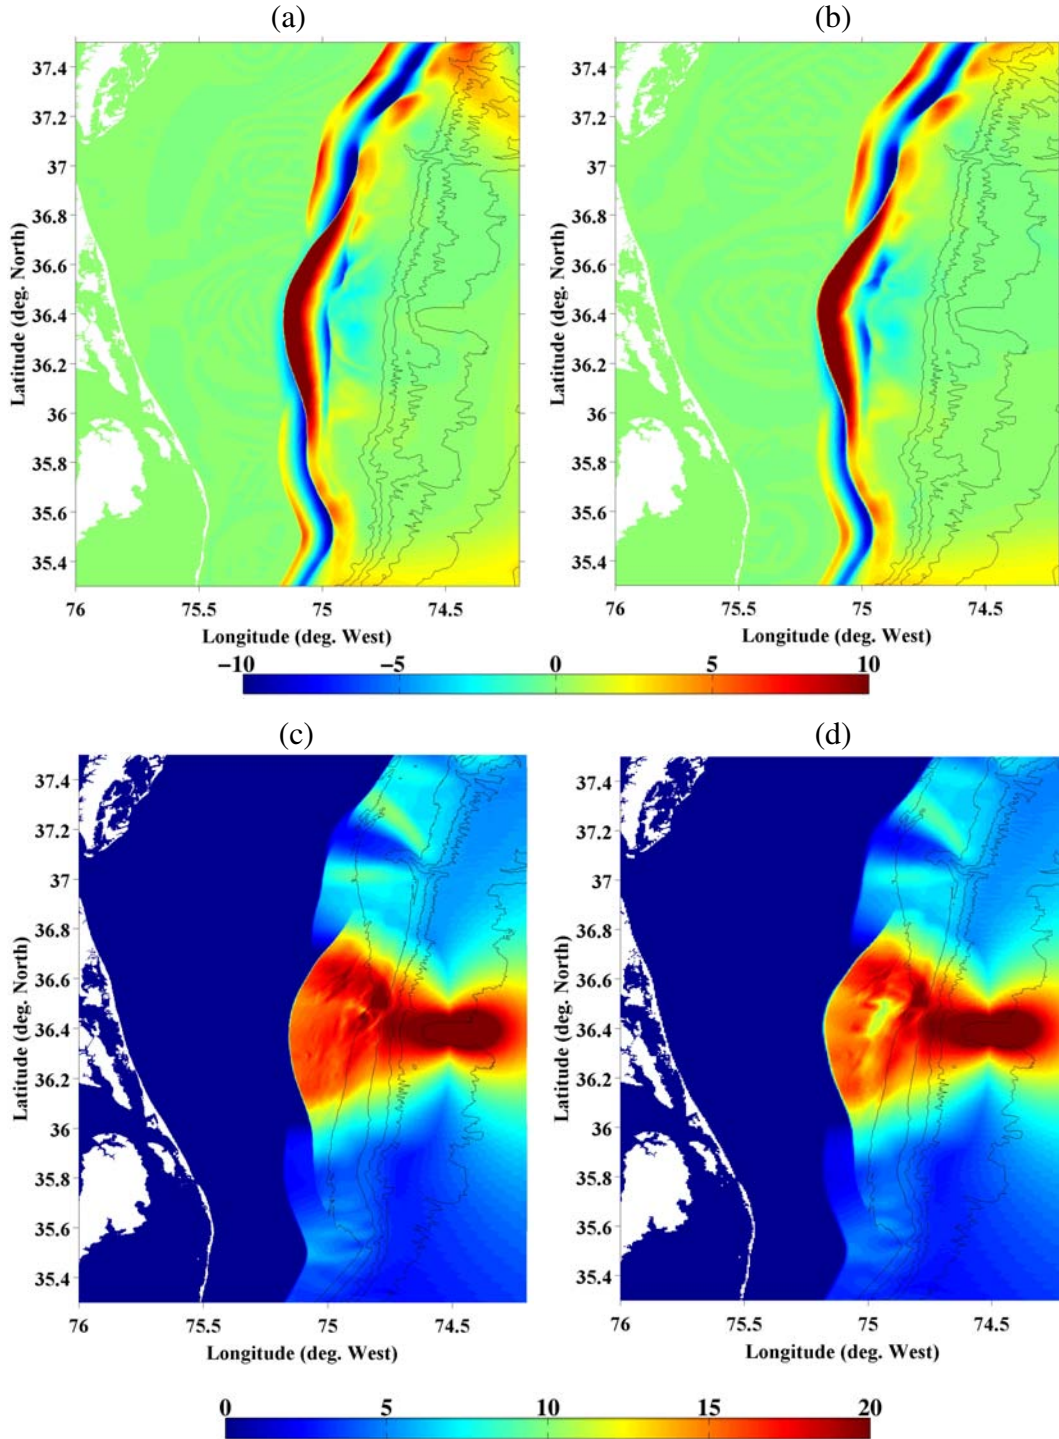 (a) (b)
37.4 37.4
37.2 37.2
37 37
36.8 36.8
36.6 36.6
36.4 36.4
36.2 36.2
36 36
35.8 35.8
35.6 35.6
35.4 35.4
Latitude (deg. North) Latitude (deg. North)
76 75.5 75 74.5 76 75.5 75 74.5
Longitude (deg. West) Longitude (deg. West)
−10 −5 0 5 10
(c) (d)
37.4 37.4
37.2 37.2
37 37
36.8 36.8
36.6 36.6
36.4 36.4
36.2 36.2
36 36
35.8 35.8
35.6 35.6
35.4 35.4
Latitude (deg. North) Latitude (deg. North)
76 75.5 75 74.5 76 75.5 75 74.5
Longitude (deg. West) Longitude (deg. West)
0 5 10 15 20